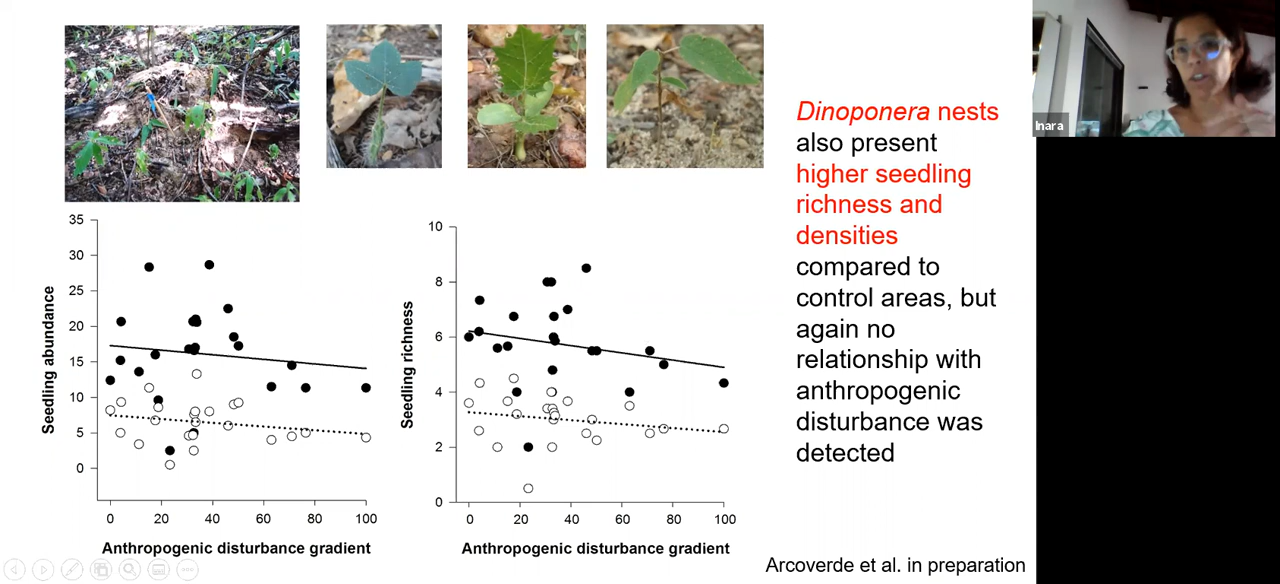 Dinoponera nests
also present
higher seedling
richness and
densities
compared to
control areas, but
again no
relationship with
anthropogenic
disturbance was
detected
Inara
Seedling abundance
35
30
25
20
15
10
5
0
0 20 40 60 80 100
Anthropogenic disturbance gradient
Seedling richness
10
8
6
4
2
0
0 20 40 60 80 100
Anthropogenic disturbance gradient
Arcoverde et al. in preparation